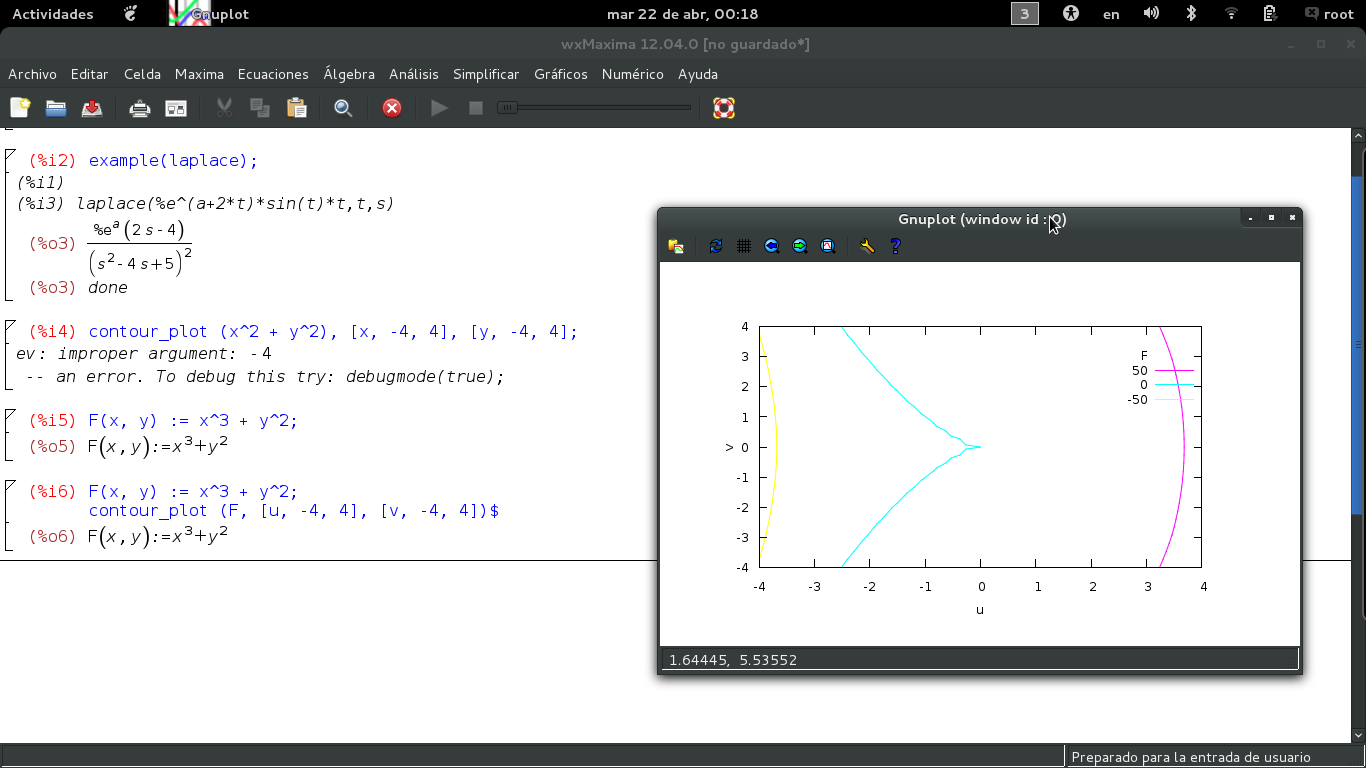 Actividades Gnuplot mar 22 de abr, 00:18 3 en root
wxMaxima 12.04.0 [no guardado*]
Archivo Editar Celda Maxima Ecuaciones Álgebra Análisis Simplificar Gráficos Numérico Ayuda
(%i2) example(laplace);
(%i1)
(%i3) laplace(%e^(a+2*t)*sin(t)*t,t,s)
(%o3) %e^a (2 s-4) / (s^2-4 s+5)^2
(%o3) done
(%i4) contour_plot (x^2 + y^2), [x, -4, 4], [y, -4, 4];
ev: improper argument: -4
-- an error. To debug this try: debugmode(true);
(%i5) F(x, y) := x^3 + y^2;
(%o5) F(x,y):=x^3+y^2
(%i6) F(x, y) := x^3 + y^2;
contour_plot (F, [u, -4, 4], [v, -4, 4])$
(%o6) F(x,y):=x^3+y^2
Gnuplot (window id : 0)
4
3
2
1
0
-1
-2
-3
-4
v
F
50
0
-50
-4 -3 -2 -1 0 1 2 3 4
u
1.64445, 5.53552
Preparado para la entrada de usuario